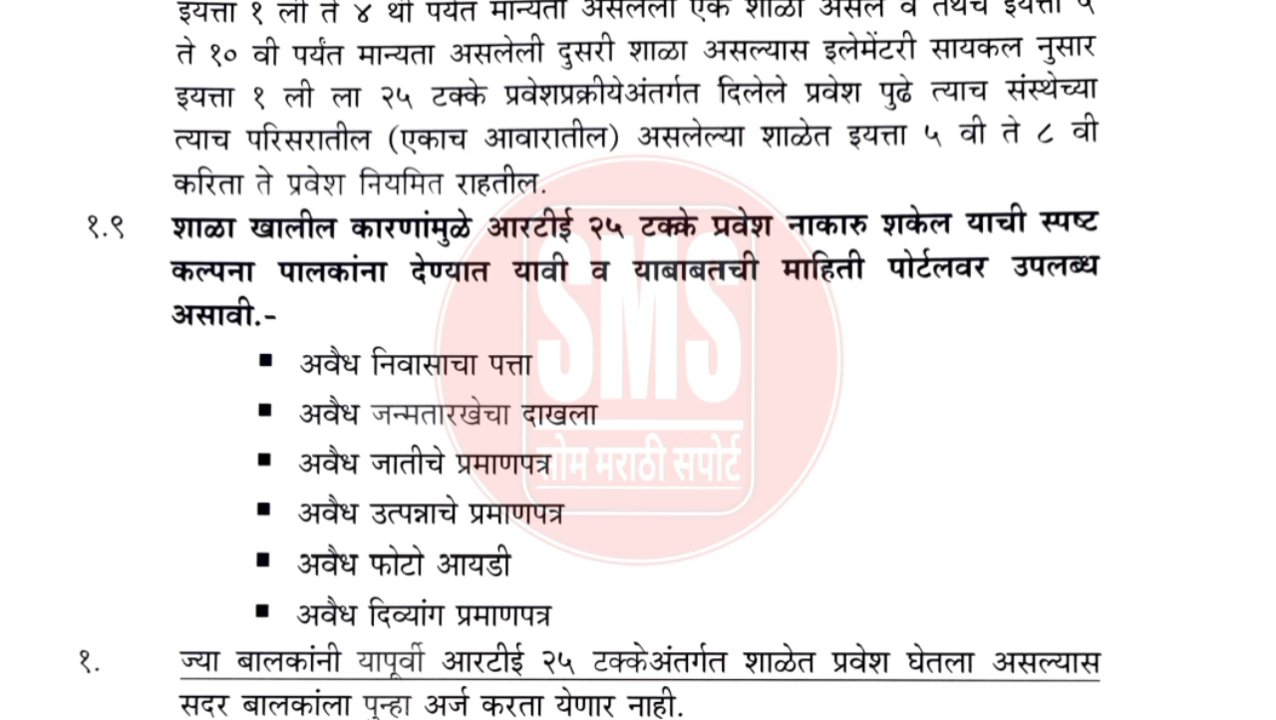 इयत्ता १ ली ते ४ थी पर्यंत मान्यता असलेली एक शाळा असेल व तेथेच इयत्ता ५
ते १० वी पर्यंत मान्यता असलेली दुसरी शाळा असल्यास इलेमेंटरी सायकल नुसार
इयत्ता १ ली ला २५ टक्के प्रवेशप्रक्रीयेअंतर्गत दिलेले प्रवेश पुढे त्याच संस्थेच्या
त्याच परिसरातील (एकाच आवारातील) असलेल्या शाळेत इयत्ता ५ वी ते ८ वी
करिता ते प्रवेश नियमित राहतील.
१.९ शाळा खालील कारणांमुळे आरटीई २५ टक्के प्रवेश नाकारु शकेल याची स्पष्ट
कल्पना पालकांना देण्यात यावी व याबाबतची माहिती पोर्टलवर उपलब्ध
असावी.-
▪ अवैध निवासाचा पत्ता
▪ अवैध जन्मतारखेचा दाखला
▪ अवैध जातीचे प्रमाणपत्र
▪ अवैध उत्पन्नाचे प्रमाणपत्र
▪ अवैध फोटो आयडी
▪ अवैध दिव्यांग प्रमाणपत्र
१. ज्या बालकांनी यापूर्वी आरटीई २५ टक्केअंतर्गत शाळेत प्रवेश घेतला असल्यास
सदर बालकांला पुन्हा अर्ज करता येणार नाही.
SMS
सोम मराठी सपोर्ट